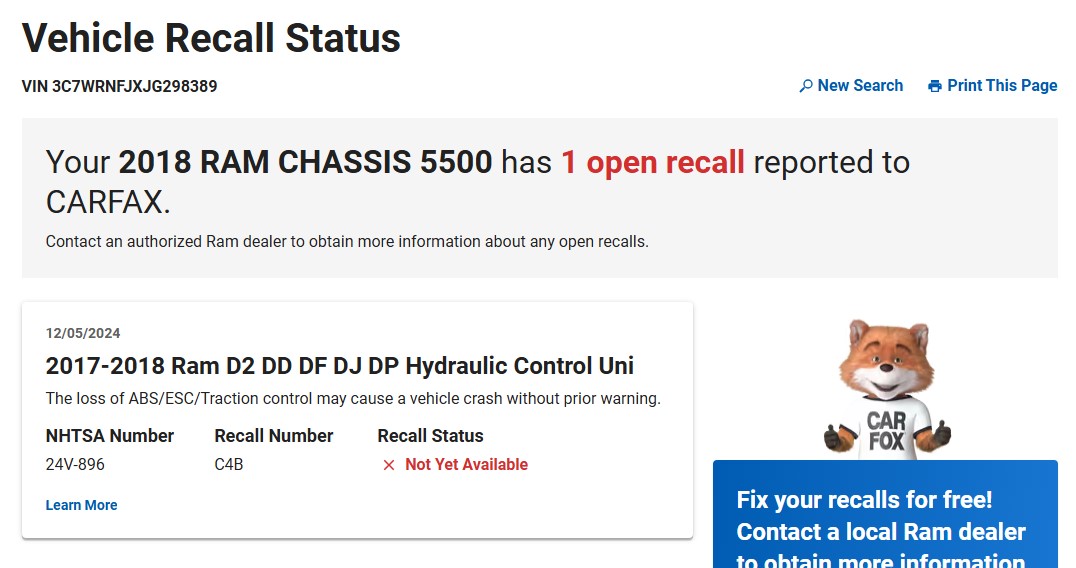 Vehicle Recall Status
VIN 3C7WRNFJXJG298389
New Search
Print This Page
Your 2018 RAM CHASSIS 5500 has 1 open recall reported to
CARFAX.
Contact an authorized Ram dealer to obtain more information about any open recalls.
12/05/2024
2017-2018 Ram D2 DD DF DJ DP Hydraulic Control Uni
The loss of ABS/ESC/Traction control may cause a vehicle crash without prior warning.
NHTSA Number
Recall Number
Recall Status
24V-896
C4B
Not Yet Available
Learn More
CAR
FOX
Fix your recalls for free!
Contact a local Ram dealer
to obtain more information